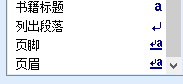 书籍标题 a
列出段落 ↵
页脚 ↵a
页眉 ↵a